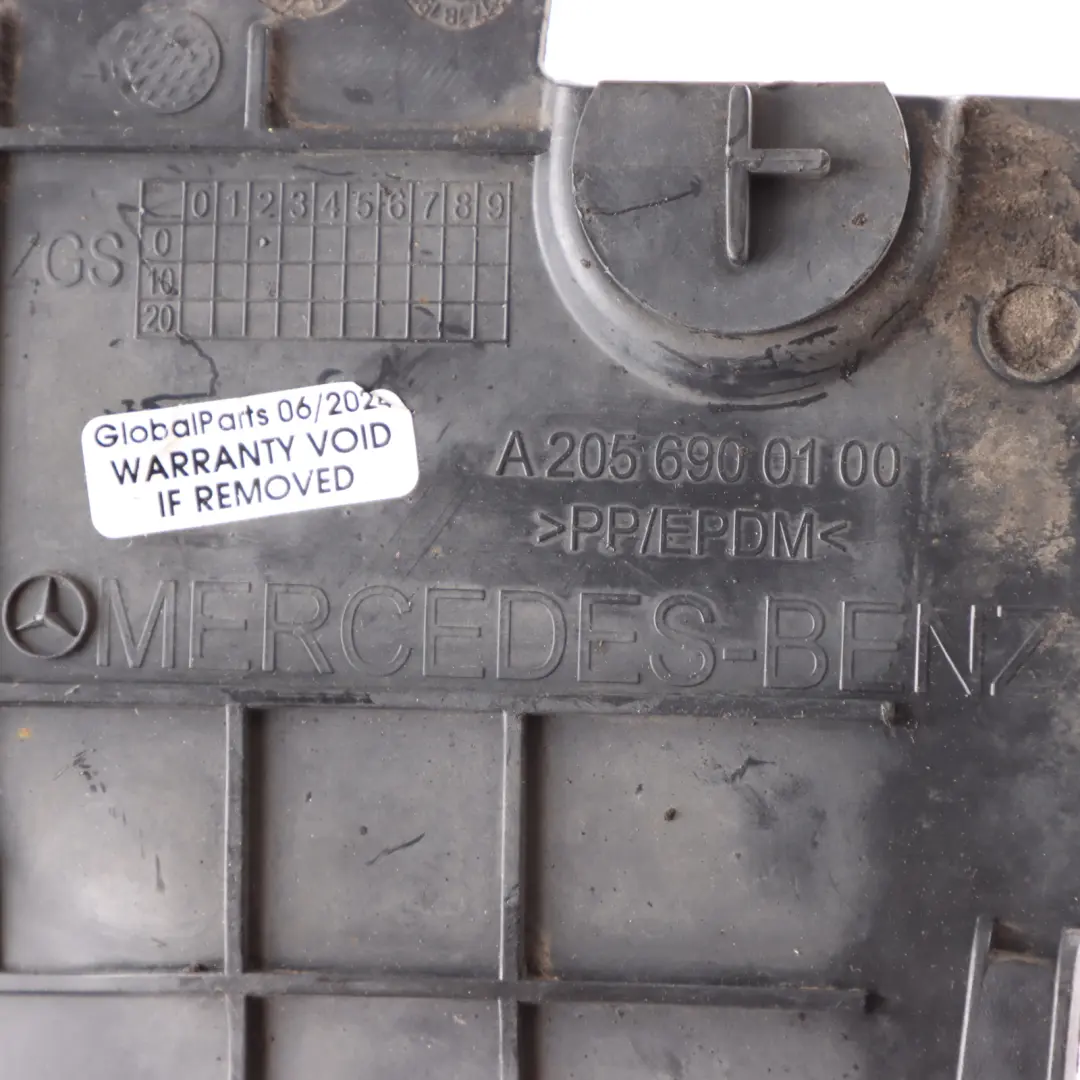 0 1 2 3 4 5 6 7 8 9
ZGS 0
10
20
GlobalParts 06/2024
WARRANTY VOID
IF REMOVED
A 205 690 01 00
>PP/EPDM<
MERCEDES-BENZ